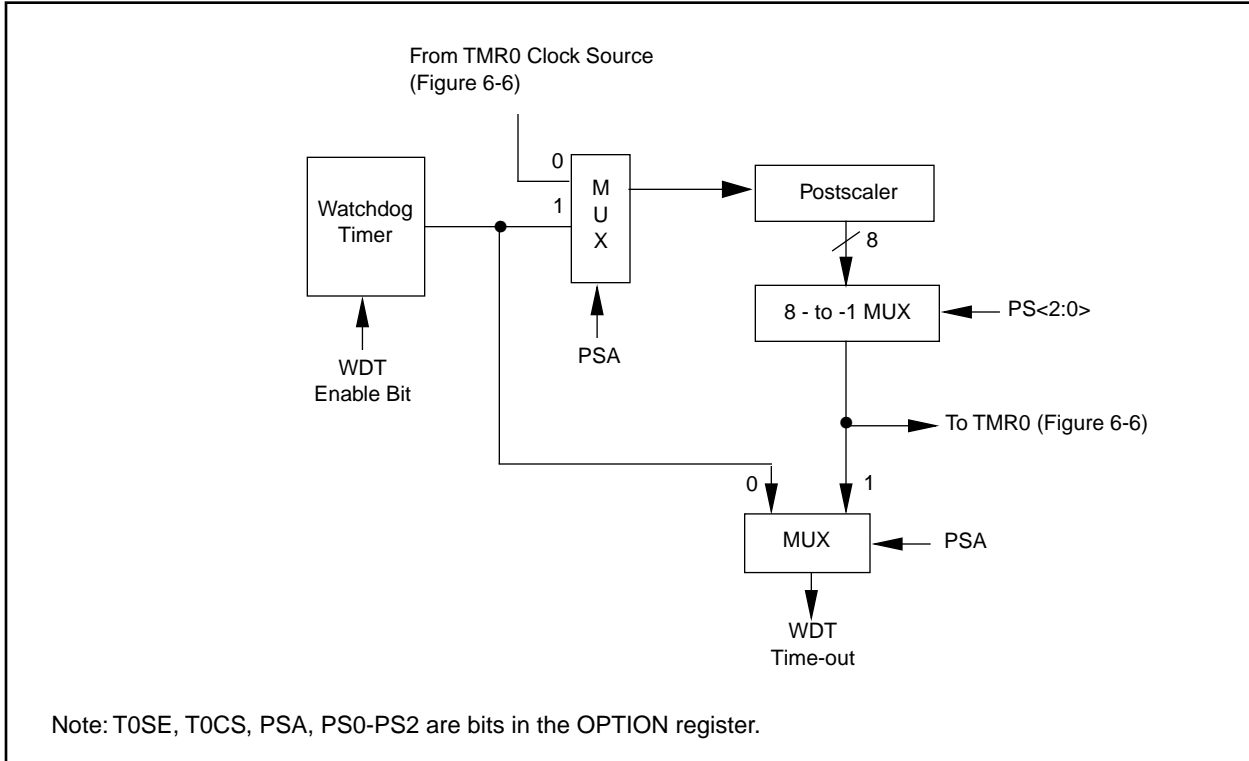 From TMR0 Clock Source
(Figure 6-6)
0
1
M
U
X
Watchdog
Timer
Postscaler
8
8 - to -1 MUX
PS<2:0>
PSA
WDT
Enable Bit
To TMR0 (Figure 6-6)
0
1
MUX
PSA
WDT
Time-out
Note: T0SE, T0CS, PSA, PS0-PS2 are bits in the OPTION register.